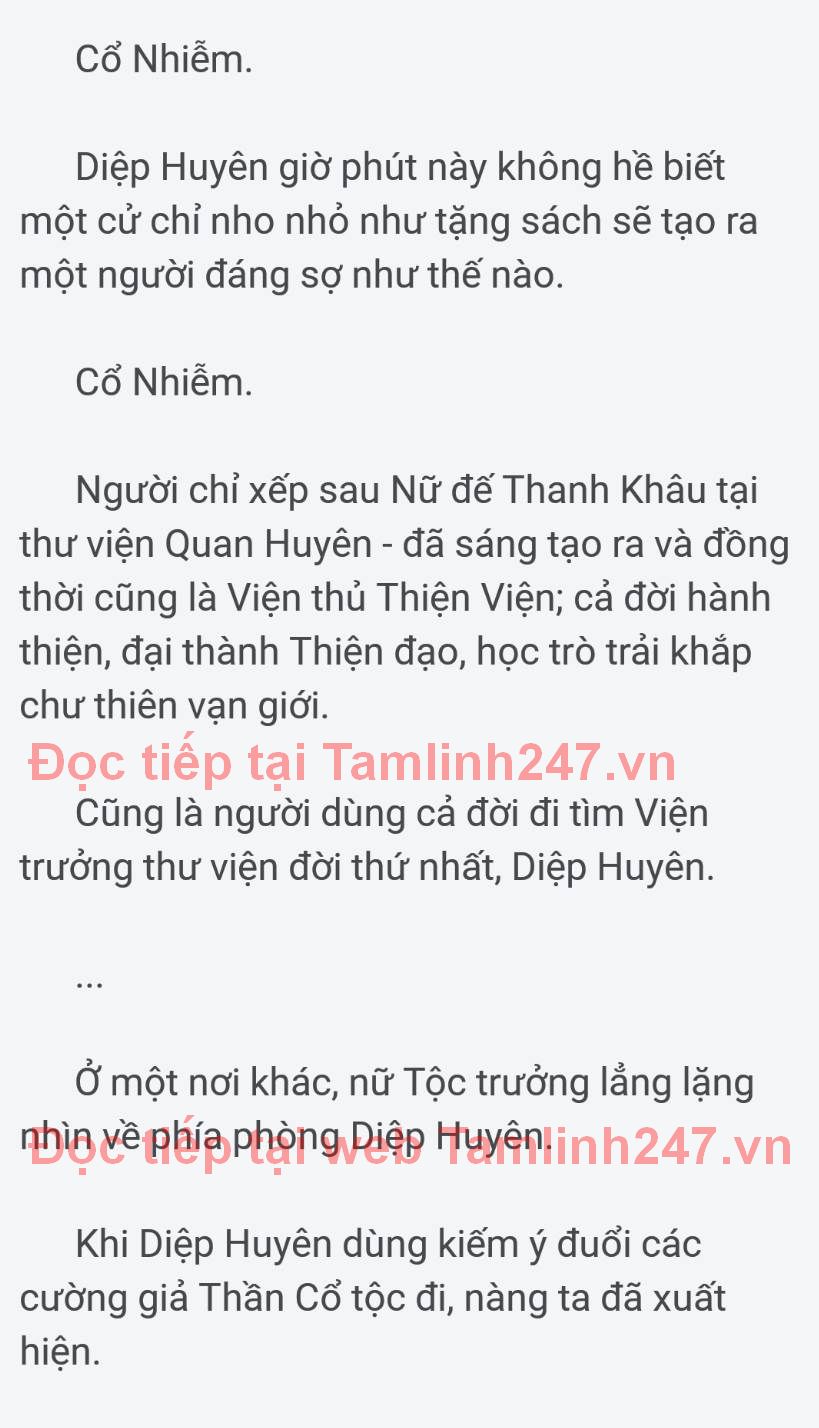 Cổ Nhiễm.
Diệp Huyên giờ phút này không hề biết
một cử chỉ nho nhỏ như tặng sách sẽ tạo ra
một người đáng sợ như thế nào.
Cổ Nhiễm.
Người chỉ xếp sau Nữ đế Thanh Khâu tại
thư viện Quan Huyên - đã sáng tạo ra và đồng
thời cũng là Viện thủ Thiện Viện; cả đời hành
thiện, đại thành Thiện đạo, học trò trải khắp
chư thiên vạn giới.
Đọc tiếp tại Tamlinh247.vn
Cũng là người dùng cả đời đi tìm Viện
trưởng thư viện đời thứ nhất, Diệp Huyên.
...
Ở một nơi khác, nữ Tộc trưởng lẳng lặng
nhìn về phía phòng Diệp Huyên.
Đọc tiếp tại web Tamlinh247.vn
Khi Diệp Huyên dùng kiếm ý đuổi các
cường giả Thần Cổ tộc đi, nàng ta đã xuất
hiện.